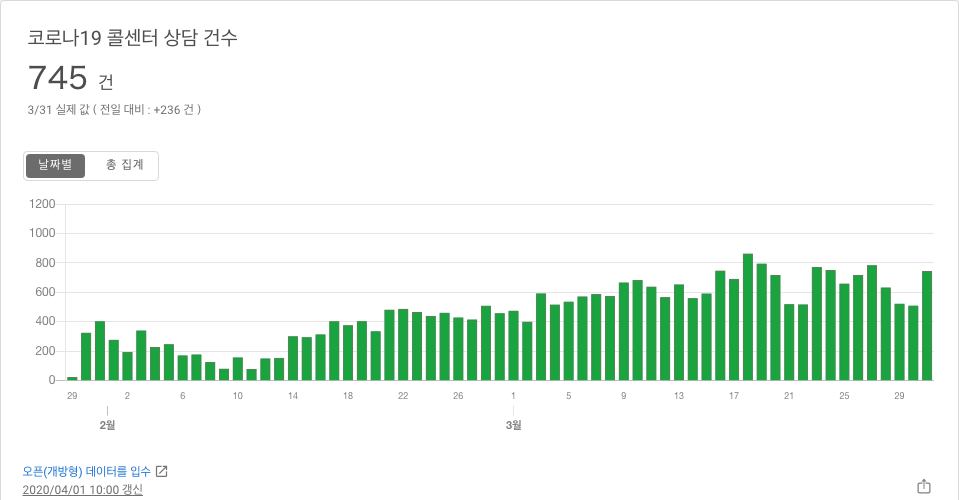 코로나19 콜센터 상담 건수
745 건
3/31 실제 값 ( 전일 대비 : +236 건 )
날짜별 총 집계
1200
1000
800
600
400
200
0
29 2 6 10 14 18 22 26 1 5 9 13 17 21 25 29
2월 3월
오픈(개방형) 데이터를 입수
2020/04/01 10:00 갱신